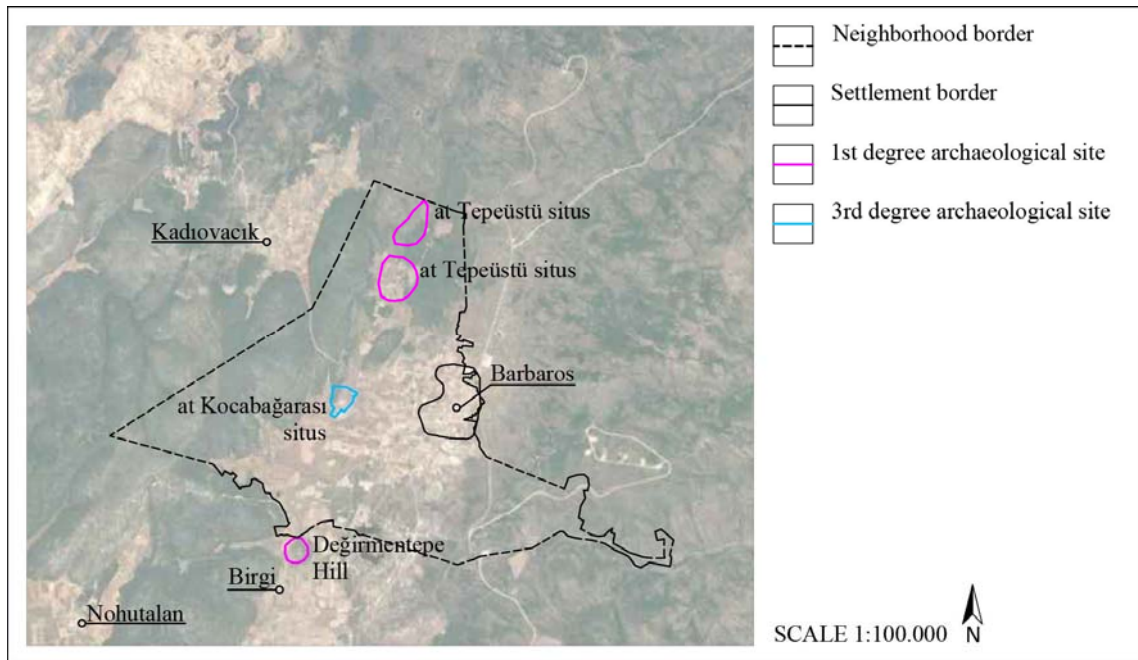 Neighborhood border
Settlement border
1st degree archaeological site
3rd degree archaeological site
at Tepeüstü situs
Kadıovacık
at Tepeüstü situs
Barbaros
at Kocabağarası
situs
Değirmentepe
Hill
Birgi
Nohutalan
SCALE 1:100.000
N